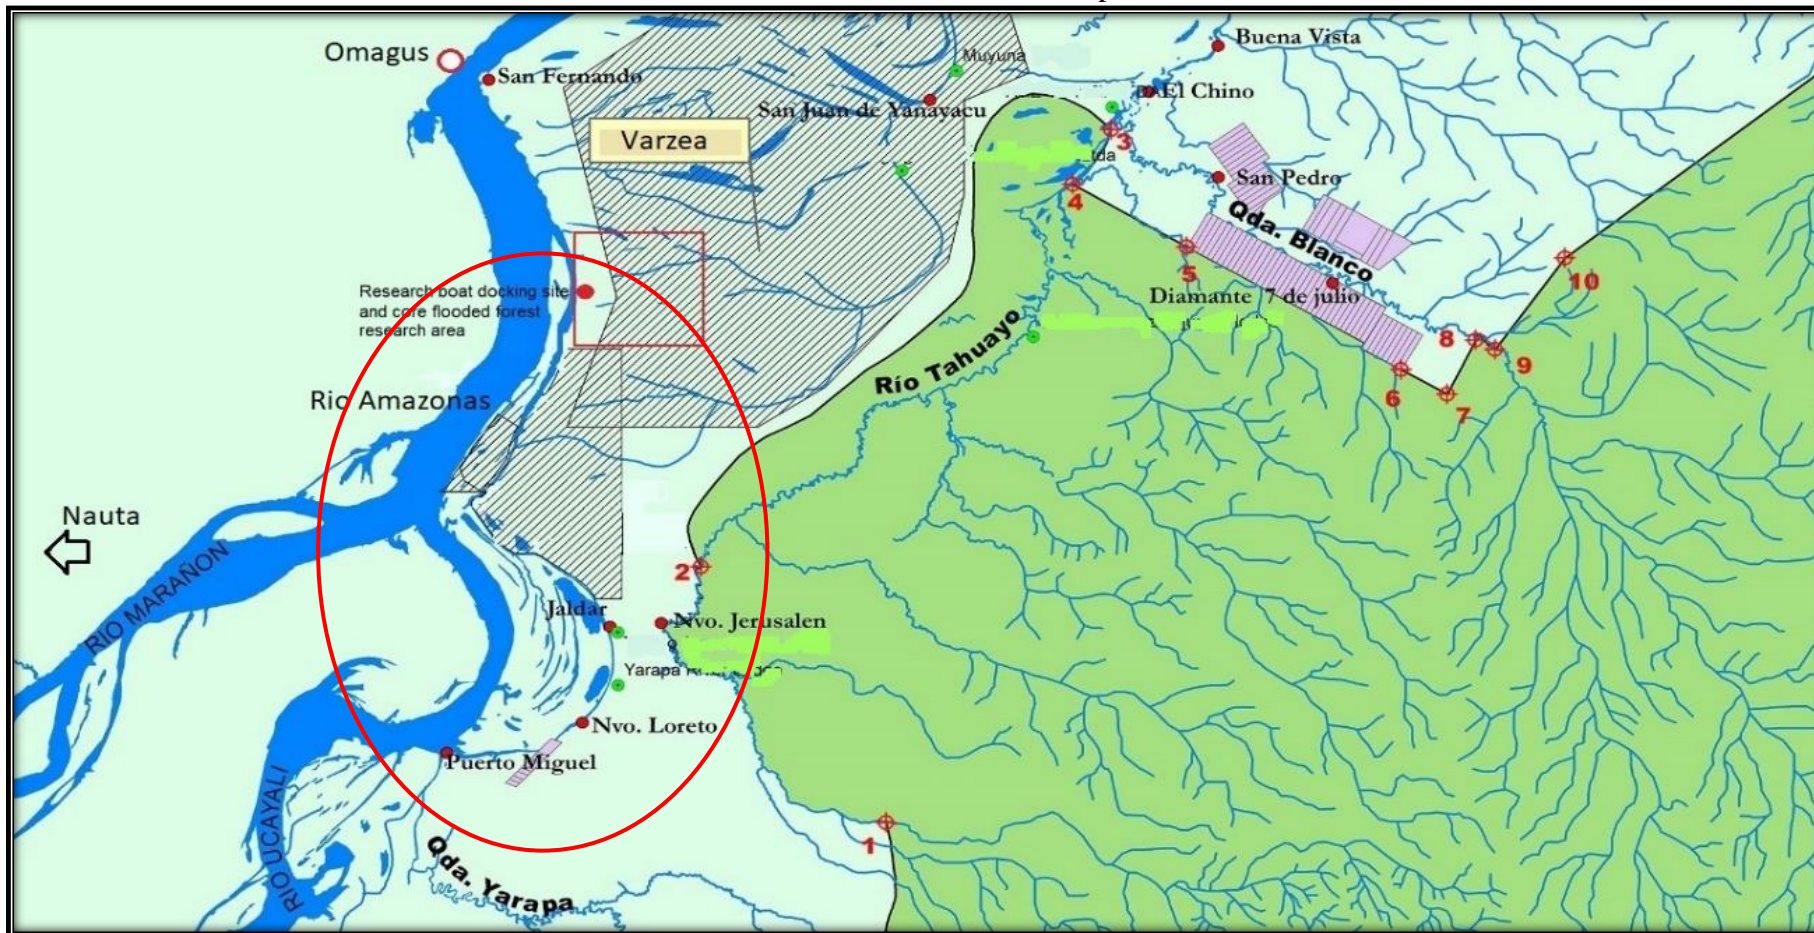 Omagus
San Fernando
Muyuna
Buena Vista
El Chino
San Juan de Yanayacu
Varzea
3
San Pedro
4
Qda. Blanco
5
10
Research boat docking site
and core flooded forest
research area
Diamante 7 de julio
Río Tahuayo
8
9
6
7
Rio Amazonas
Nauta
RIO MARAÑON
2
Jaldar
Nvo. Jerusalen
Yarapa
Nvo. Loreto
Puerto Miguel
RIO UCAYALI
1
Qda. Yarapa